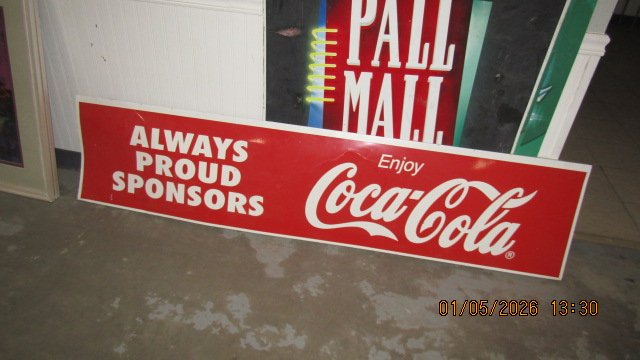 PALL
MALL
ALWAYS
PROUD
SPONSORS
Enjoy
Coca-Cola®
01/05/2026 13:30